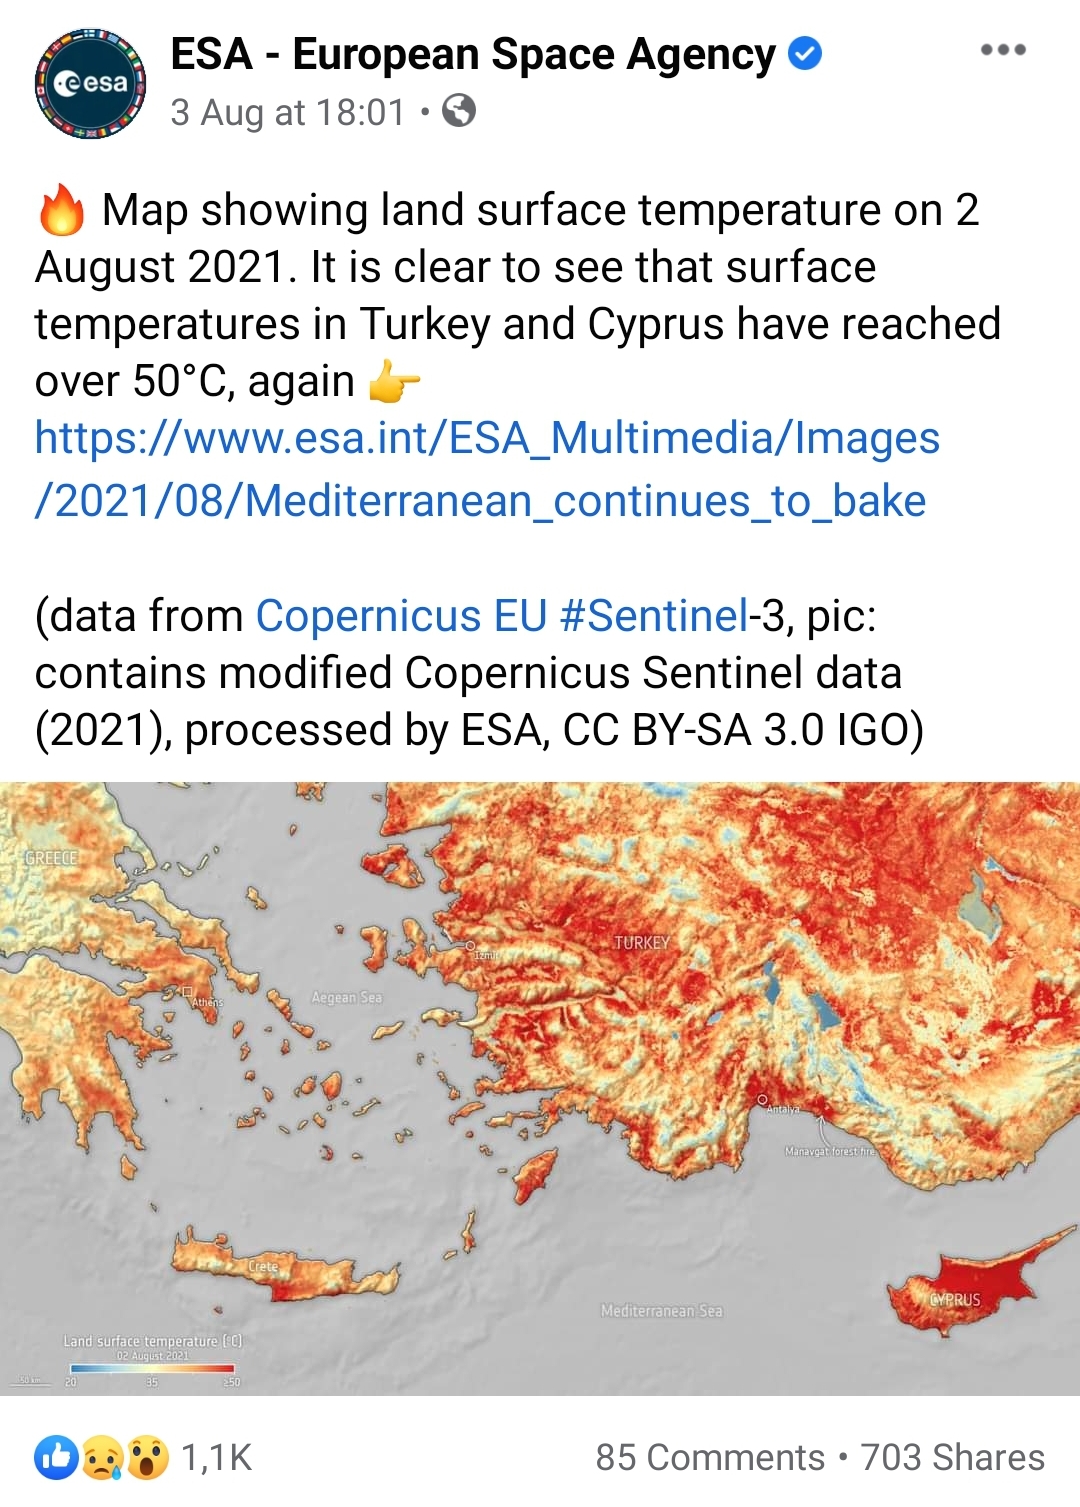 esa
ESA - European Space Agency
3 Aug at 18:01 •
🔥 Map showing land surface temperature on 2
August 2021. It is clear to see that surface
temperatures in Turkey and Cyprus have reached
over 50°C, again 👉
https://www.esa.int/ESA_Multimedia/Images
/2021/08/Mediterranean_continues_to_bake
(data from Copernicus EU #Sentinel-3, pic:
contains modified Copernicus Sentinel data
(2021), processed by ESA, CC BY-SA 3.0 IGO)
GREECE
TURKEY
Izmir
Aegean Sea
Athens
Antalya
Manavgat forest fire
Crete
CYPRUS
Mediterranean Sea
Land surface temperature (°C)
02 August 2021
50 km 20 35 ≥50
1,1K 85 Comments • 703 Shares